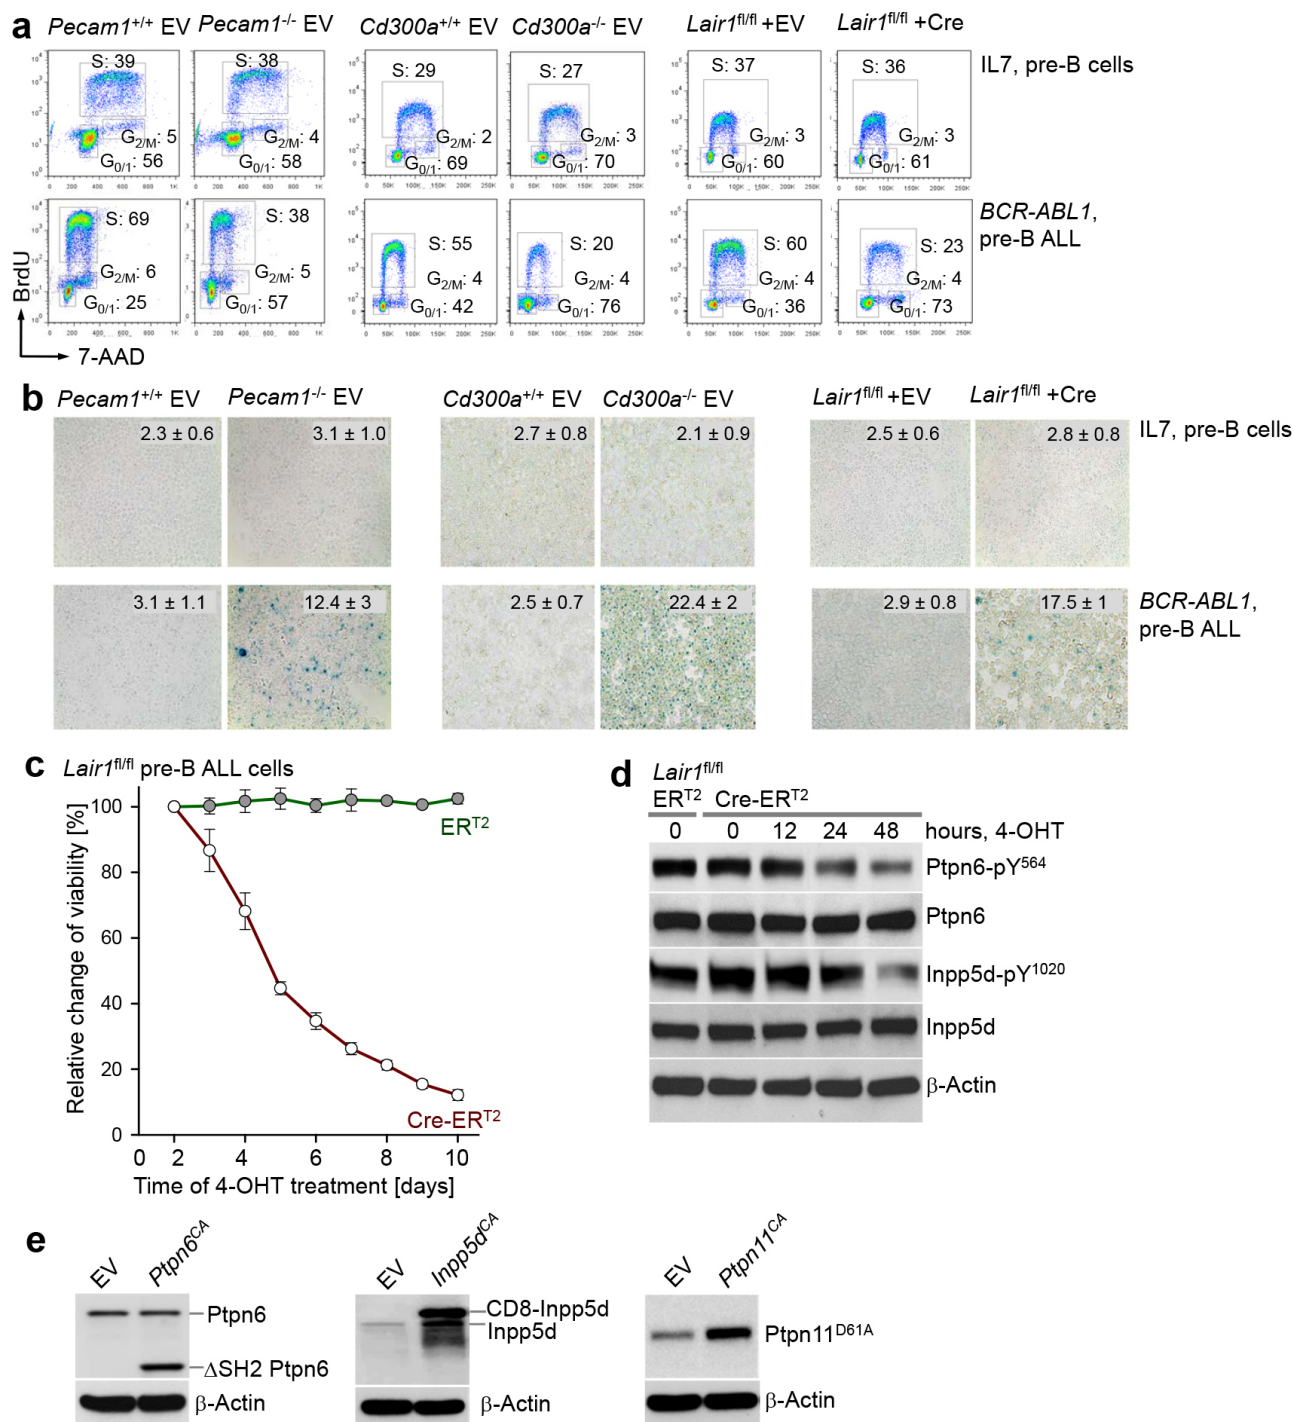 a
Pecam1+/+ EV Pecam1-/- EV Cd300a+/+ EV Cd300a-/- EV Lair1fl/fl +EV Lair1fl/fl +Cre
S: 39 S: 38 S: 29 S: 27 S: 37 S: 36
IL7, pre-B cells
G2/M: 5 G2/M: 4 G2/M: 2 G2/M: 3 G2/M: 3 G2/M: 3
G0/1: 56 G0/1: 58 G0/1: 69 G0/1: 70 G0/1: 60 G0/1: 61
BCR-ABL1,
pre-B ALL
S: 69 S: 38 S: 55 S: 20 S: 60 S: 23
G2/M: 6 G2/M: 5 G2/M: 4 G2/M: 4 G2/M: 4 G2/M: 4
G0/1: 25 G0/1: 57 G0/1: 42 G0/1: 76 G0/1: 36 G0/1: 73
BrdU
7-AAD
b
Pecam1+/+ EV Pecam1-/- EV Cd300a+/+ EV Cd300a-/- EV Lair1fl/fl +EV Lair1fl/fl +Cre
2.3 ± 0.6 3.1 ± 1.0 2.7 ± 0.8 2.1 ± 0.9 2.5 ± 0.6 2.8 ± 0.8
IL7, pre-B cells
3.1 ± 1.1 12.4 ± 3 2.5 ± 0.7 22.4 ± 2 2.9 ± 0.8 17.5 ± 1
BCR-ABL1,
pre-B ALL
c
Lair1fl/fl pre-B ALL cells
Relative change of viability [%]
100
80
60
40
20
0
ERT2
Cre-ERT2
0 2 4 6 8 10
Time of 4-OHT treatment [days]
d
Lair1fl/fl
ERT2 Cre-ERT2
0 0 12 24 48 hours, 4-OHT
Ptpn6-pY564
Ptpn6
Inpp5d-pY1020
Inpp5d
β-Actin
e
EV Ptpn6CA
Ptpn6
ΔSH2 Ptpn6
β-Actin
EV Inpp5dCA
CD8-Inpp5d
Inpp5d
β-Actin
EV Ptpn11CA
Ptpn11D61A
β-Actin